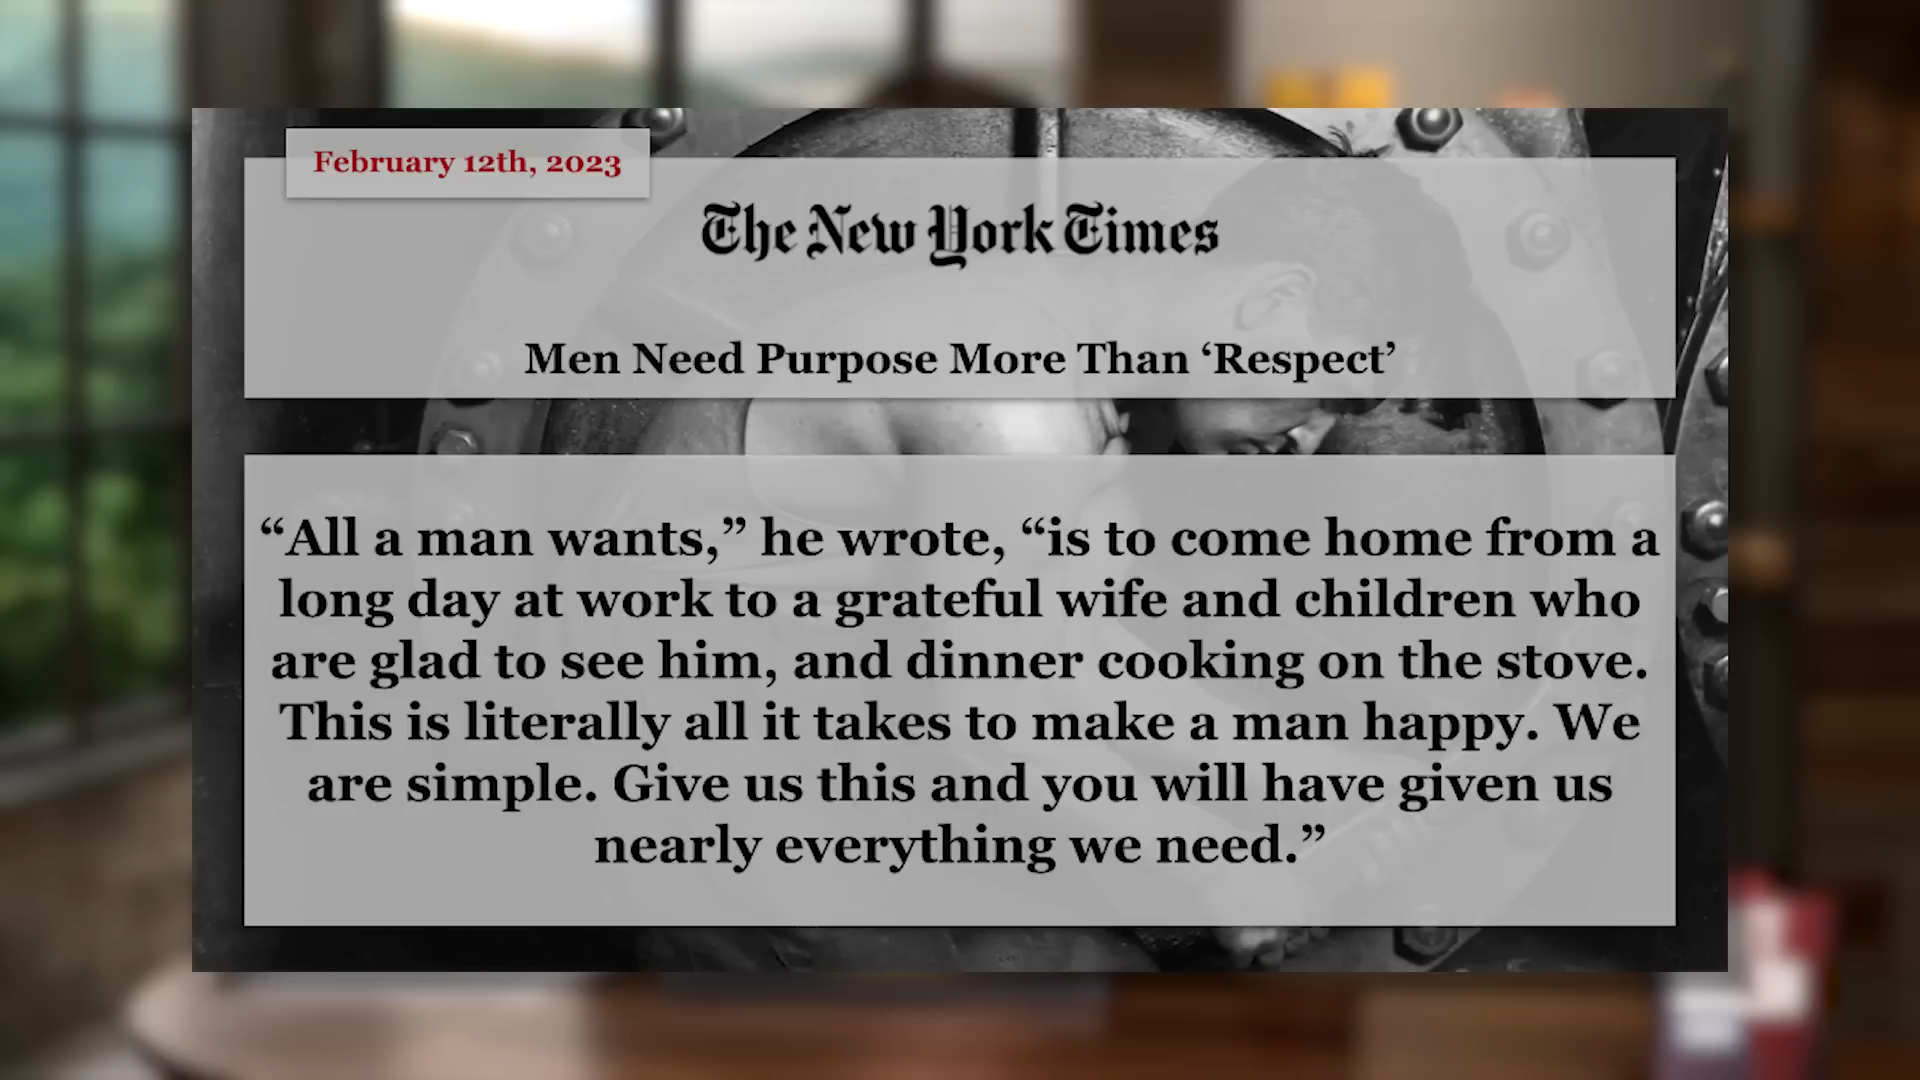 February 12th, 2023
The New York Times
Men Need Purpose More Than ‘Respect’
“All a man wants,” he wrote, “is to come home from a
long day at work to a grateful wife and children who
are glad to see him, and dinner cooking on the stove.
This is literally all it takes to make a man happy. We
are simple. Give us this and you will have given us
nearly everything we need.”